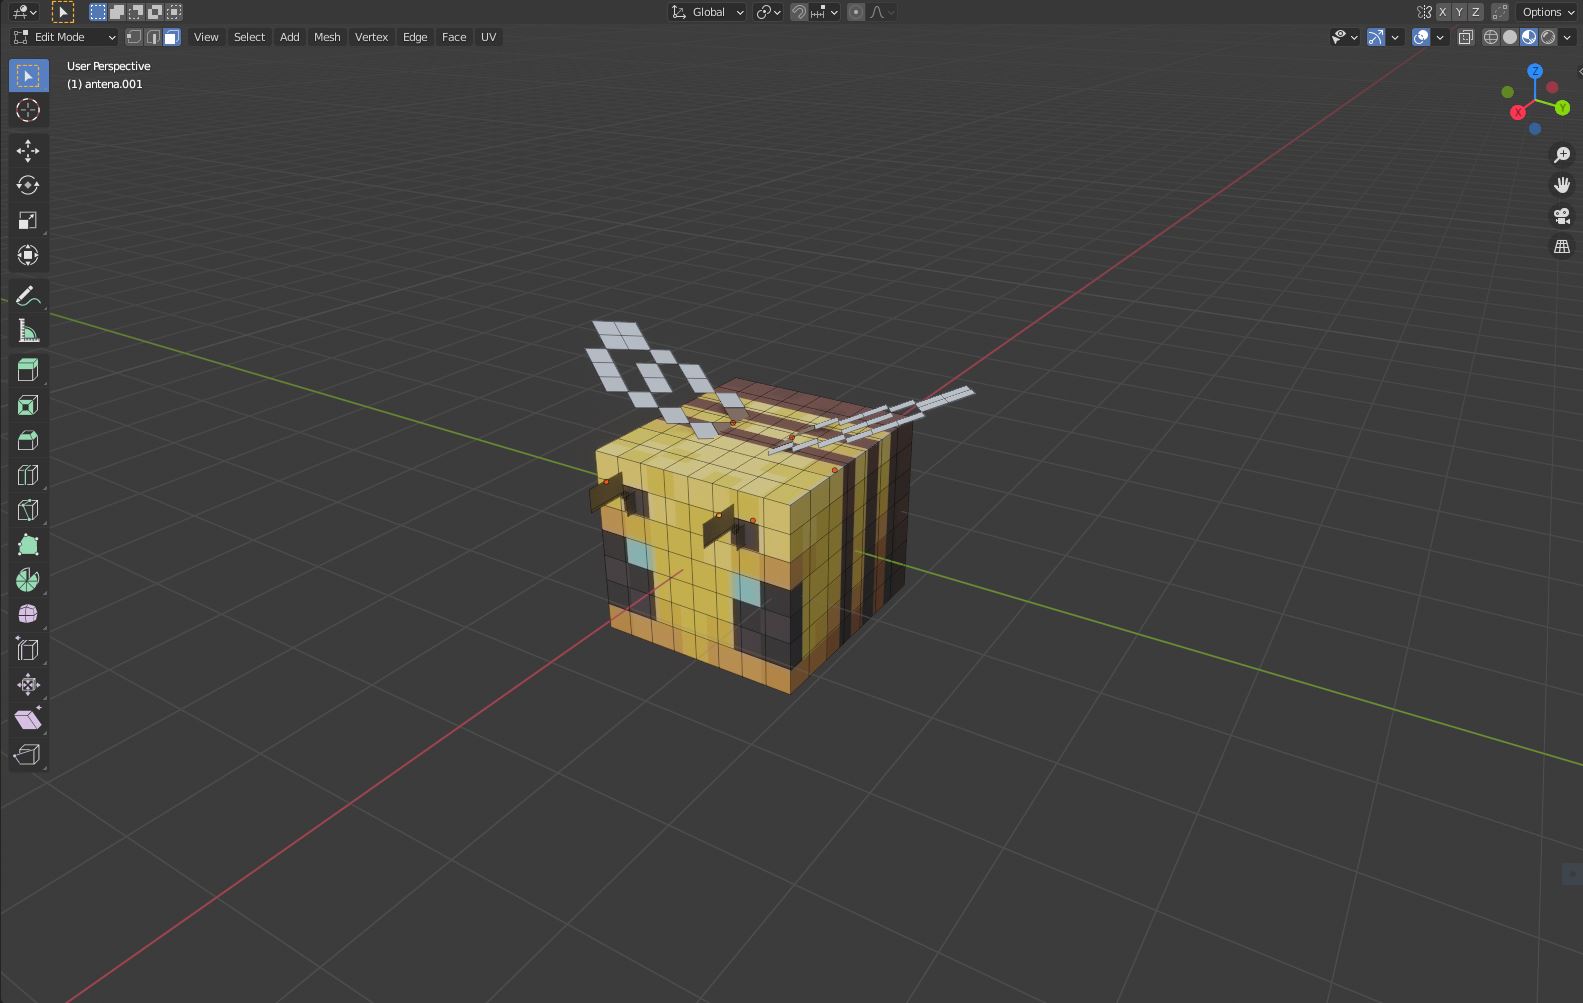 Global
X Y Z
Options
Edit Mode
View Select Add Mesh Vertex Edge Face UV
User Perspective
(1) antena.001
Z
Y
X